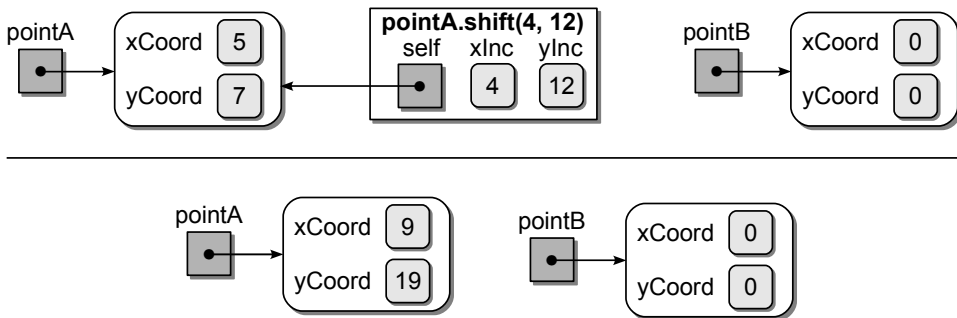 pointA
xCoord 5
yCoord 7
pointA.shift(4, 12)
self xInc yInc
4 12
pointB
xCoord 0
yCoord 0
pointA
xCoord 9
yCoord 19
pointB
xCoord 0
yCoord 0